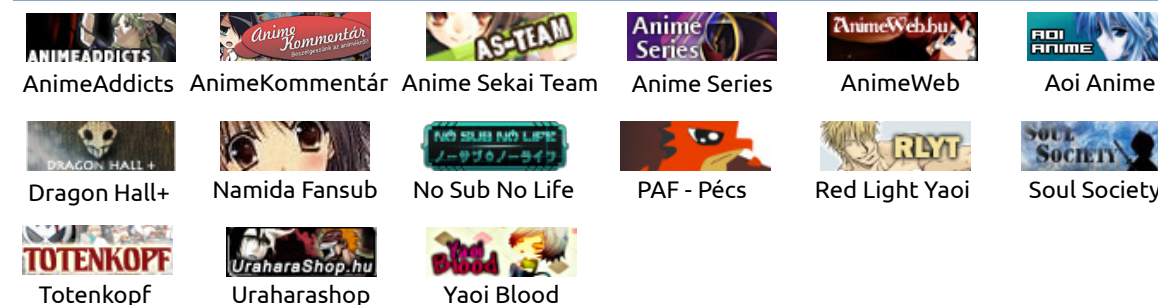 ANIMEADDICTS
Anime Kommentár
Beszélgessünk az animékről!
AS-TEAM
Anime Series
AnimeWeb.hu
AOI ANIME
AnimeAddicts AnimeKommentár Anime Sekai Team Anime Series AnimeWeb Aoi Anime
DRAGON HALL +
NO SUB NO LIFE
ノーサブ
ノーライフ
RLYT
SOUL SOCIETY
Dragon Hall+ Namida Fansub No Sub No Life PAF - Pécs Red Light Yaoi Soul Society
TOTENKOPF
UraharaShop.hu
Yaoi Blood
Totenkopf Uraharashop Yaoi Blood